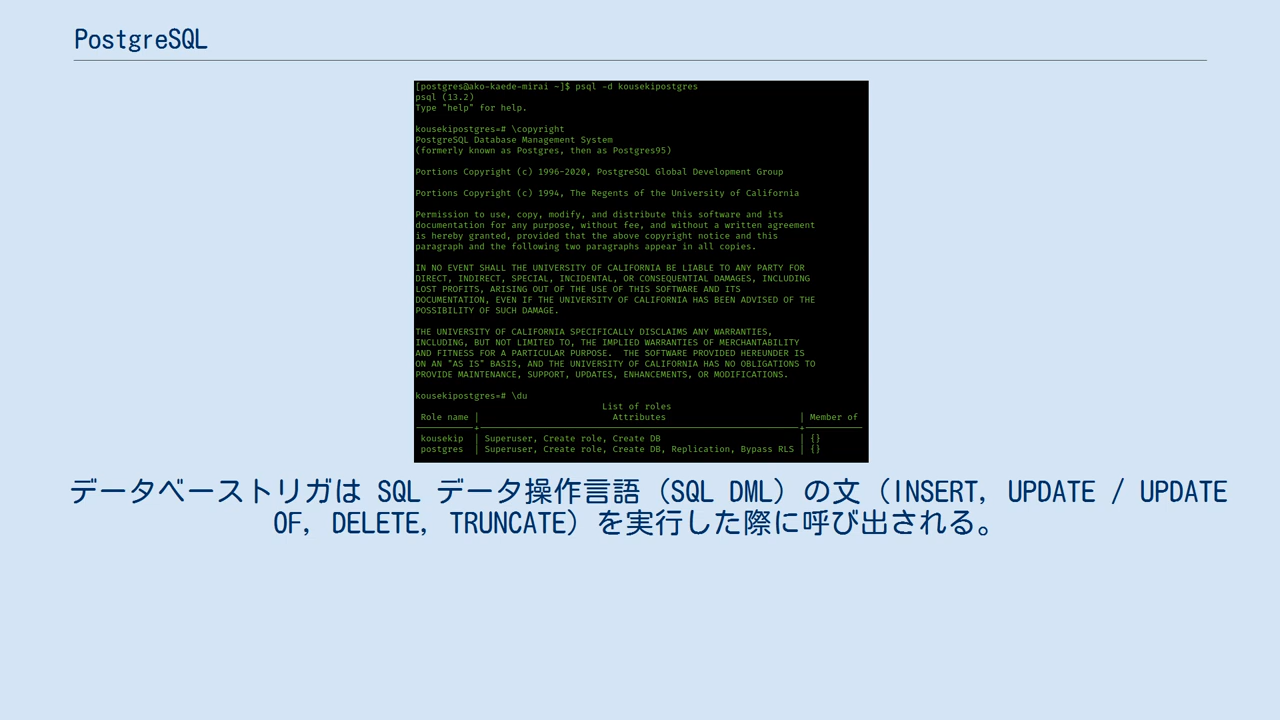 PostgreSQL
[postgres@ako-kaede-mirai ~]$ psql -d kousekipostgres
psql (13.2)
Type "help" for help.
kousekipostgres=# \copyright
PostgreSQL Database Management System
(formerly known as Postgres, then as Postgres95)
Portions Copyright (c) 1996-2020, PostgreSQL Global Development Group
Portions Copyright (c) 1994, The Regents of the University of California
Permission to use, copy, modify, and distribute this software and its
documentation for any purpose, without fee, and without a written agreement
is hereby granted, provided that the above copyright notice and this
paragraph and the following two paragraphs appear in all copies.
IN NO EVENT SHALL THE UNIVERSITY OF CALIFORNIA BE LIABLE TO ANY PARTY FOR
DIRECT, INDIRECT, SPECIAL, INCIDENTAL, OR CONSEQUENTIAL DAMAGES, INCLUDING
LOST PROFITS, ARISING OUT OF THE USE OF THIS SOFTWARE AND ITS
DOCUMENTATION, EVEN IF THE UNIVERSITY OF CALIFORNIA HAS BEEN ADVISED OF THE
POSSIBILITY OF SUCH DAMAGE.
THE UNIVERSITY OF CALIFORNIA SPECIFICALLY DISCLAIMS ANY WARRANTIES,
INCLUDING, BUT NOT LIMITED TO, THE IMPLIED WARRANTIES OF MERCHANTABILITY
AND FITNESS FOR A PARTICULAR PURPOSE.  THE SOFTWARE PROVIDED HEREUNDER IS
ON AN "AS IS" BASIS, AND THE UNIVERSITY OF CALIFORNIA HAS NO OBLIGATIONS TO
PROVIDE MAINTENANCE, SUPPORT, UPDATES, ENHANCEMENTS, OR MODIFICATIONS.
kousekipostgres=# \du
List of roles
Role name | Attributes | Member of
kousekip | Superuser, Create role, Create DB | {}
postgres | Superuser, Create role, Create DB, Replication, Bypass RLS | {}
データベーストリガは SQL データ操作言語（SQL DML）の文（INSERT, UPDATE / UPDATE
OF, DELETE, TRUNCATE）を実行した際に呼び出される。